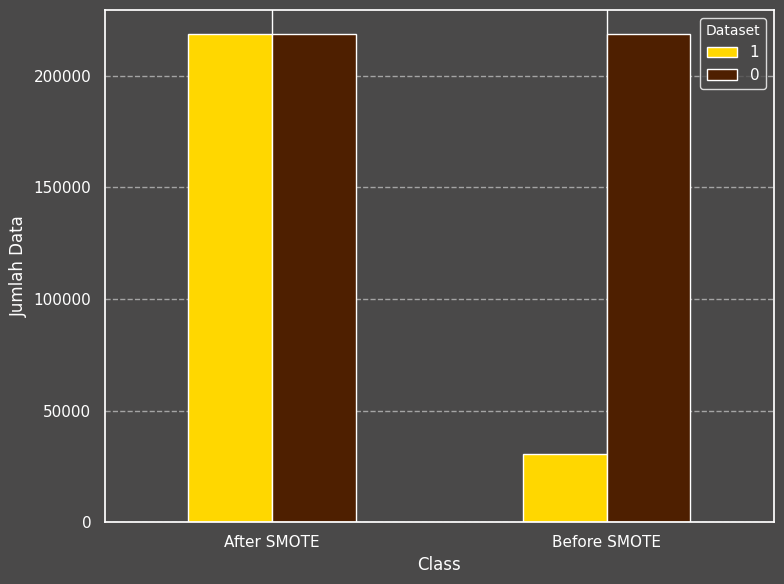 Dataset
1
0
200000
150000
100000
50000
0
Jumlah Data
After SMOTE
Before SMOTE
Class